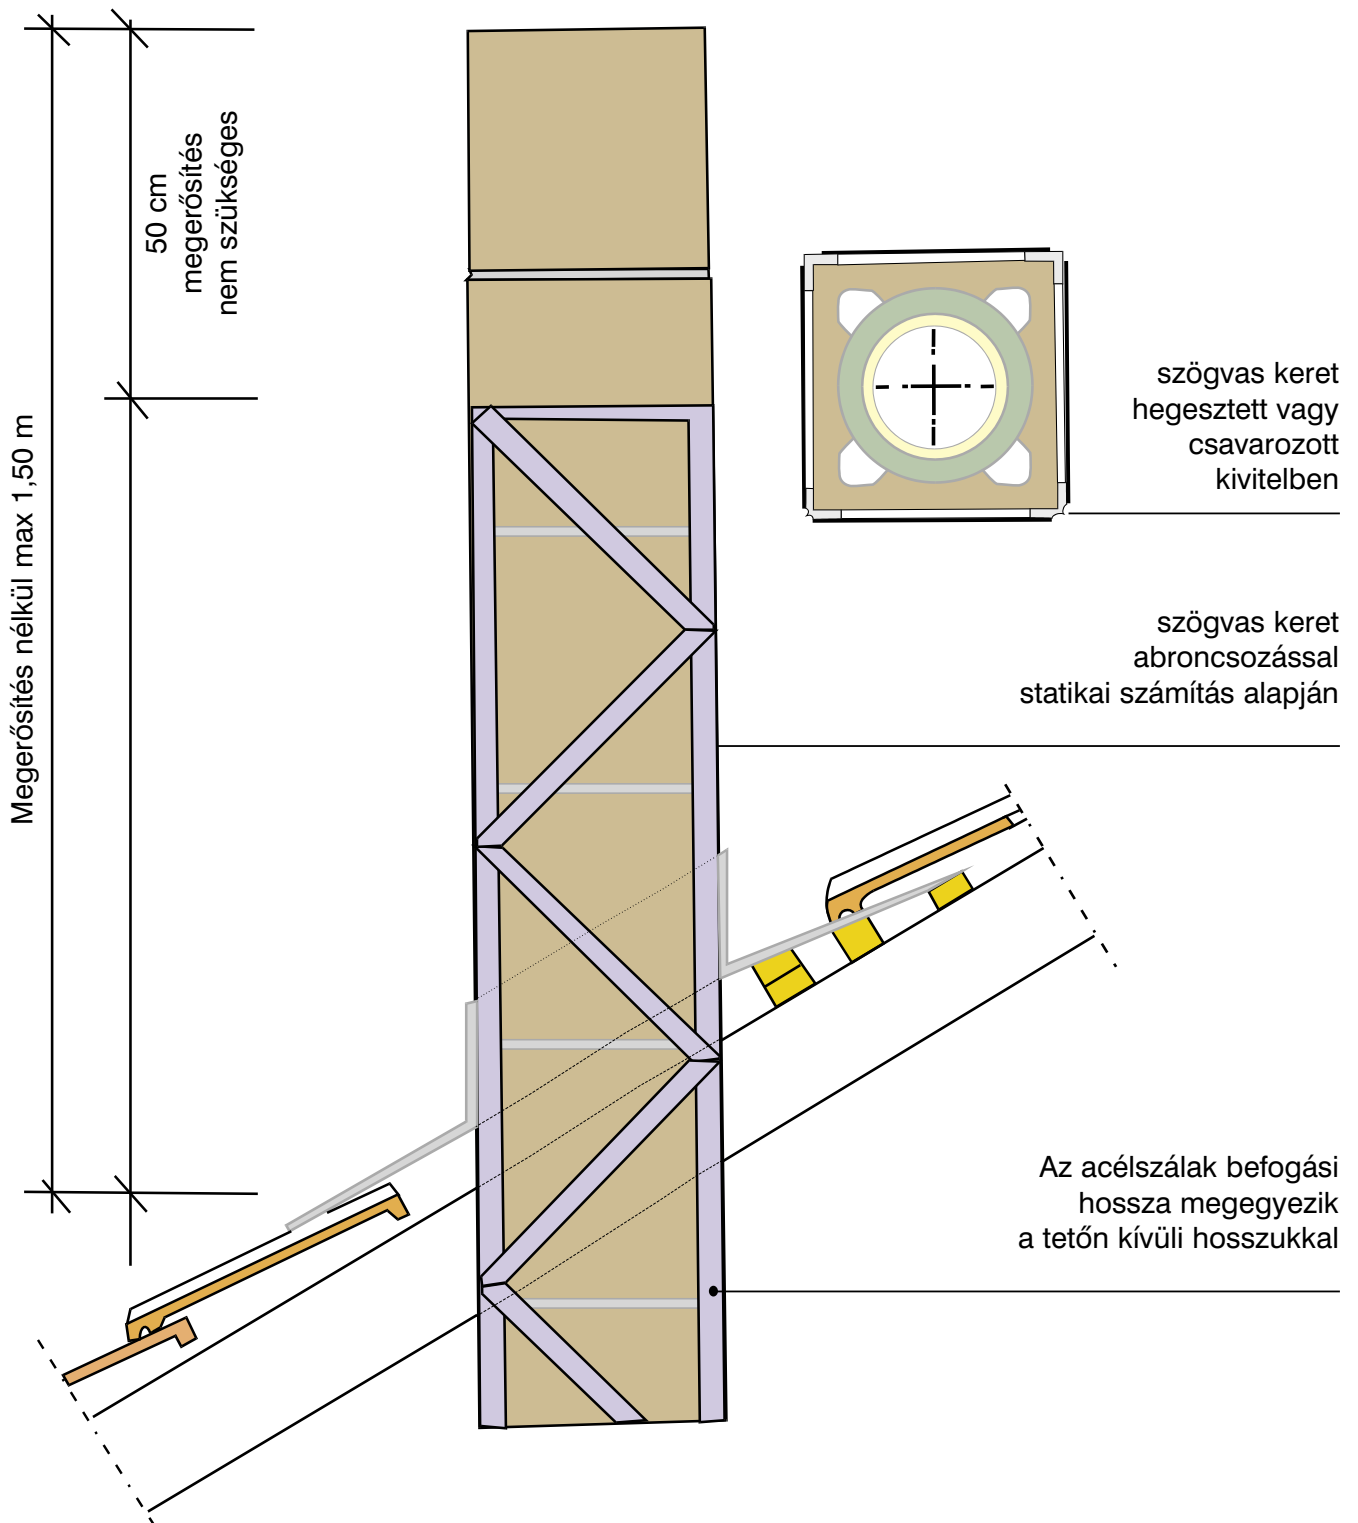 Megerősítés nélkül max 1,50 m
50 cm
megerősítés
nem szükséges
szögvas keret
hegesztett vagy
csavarozott
kivitelben
szögvas keret
abroncsozással
statikai számítás alapján
Az acélszálak befogási
hossza megegyezik
a tetőn kívüli hosszukkal